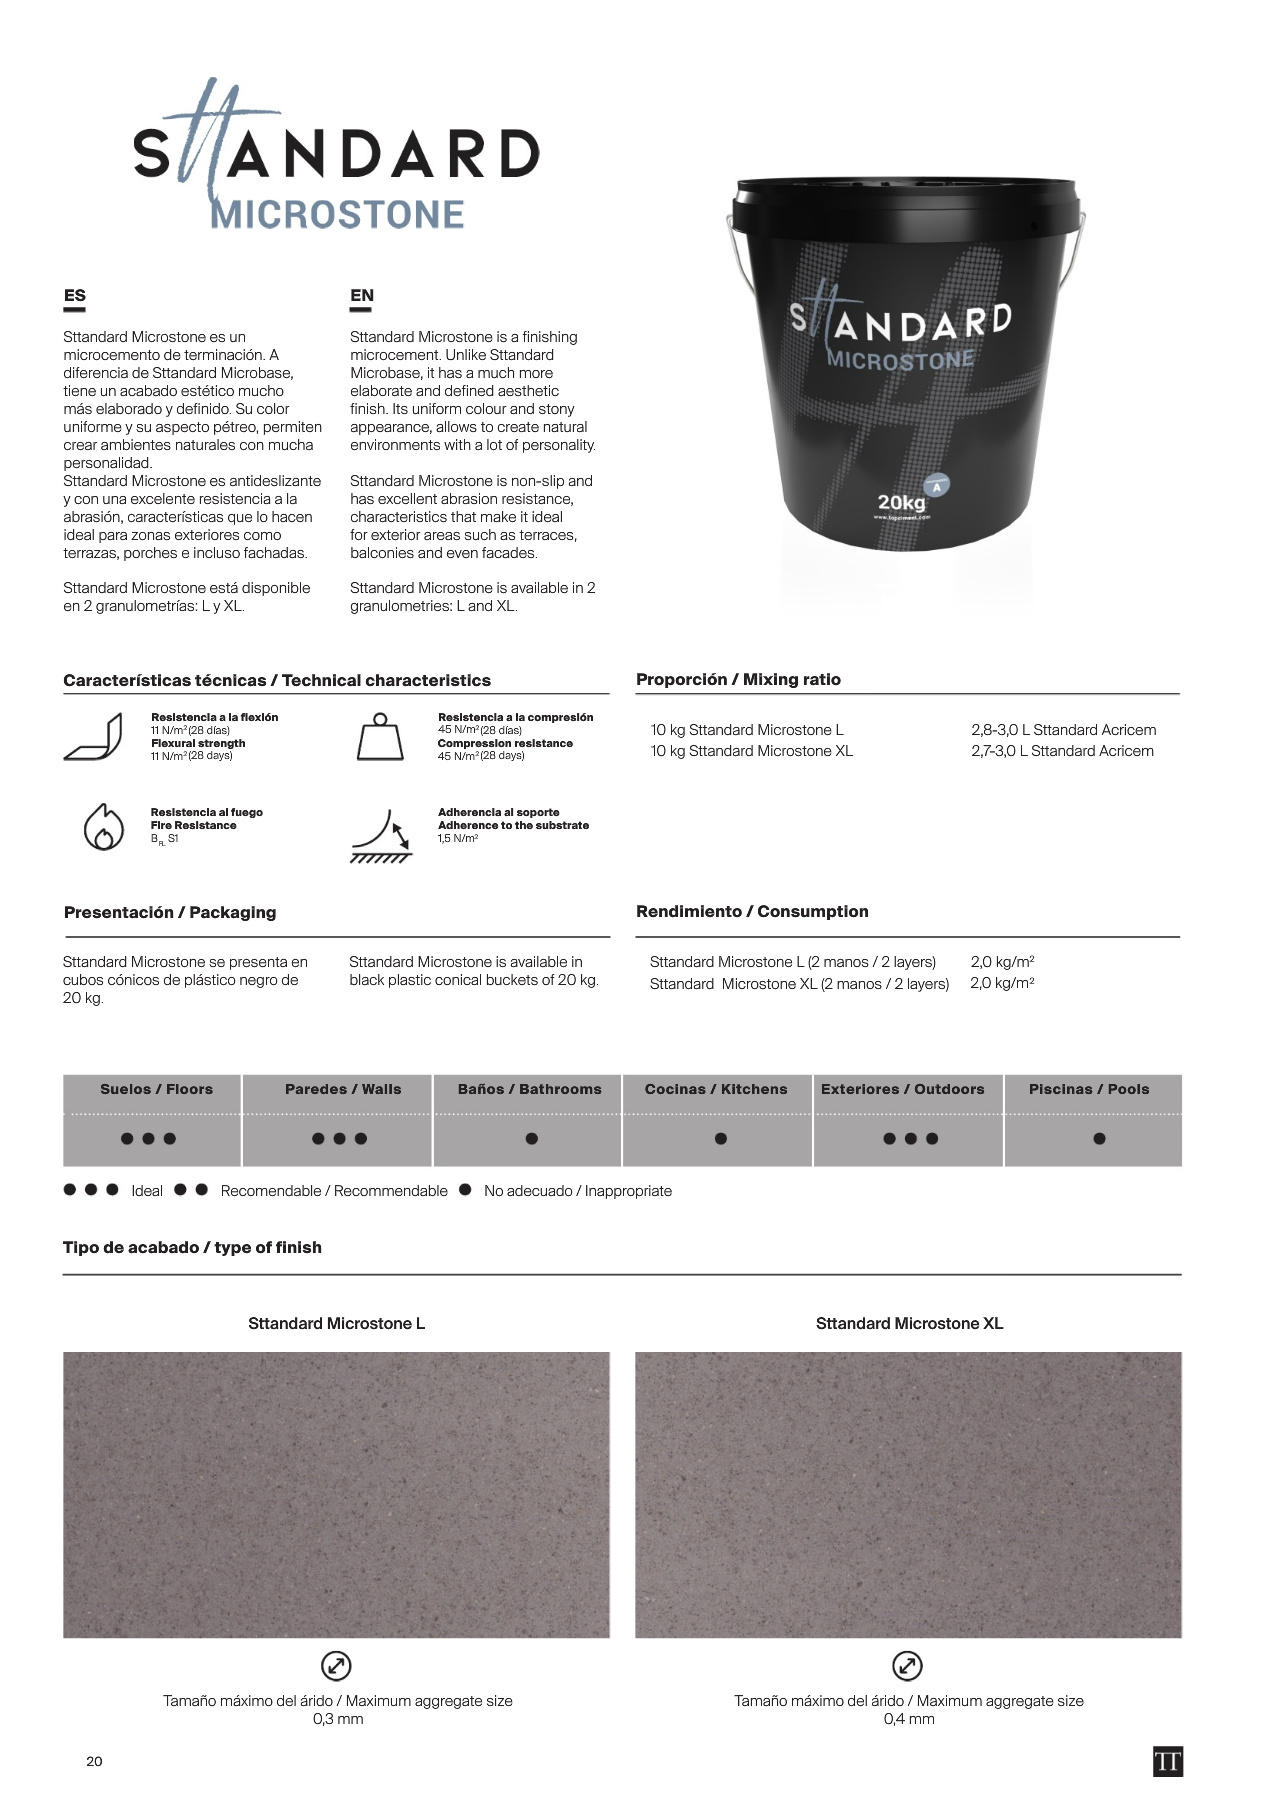 STTANDARD
MICROSTONE
ES
Sttandard Microstone es un
microcemento de terminación. A
diferencia de Sttandard Microbase,
tiene un acabado estético mucho
más elaborado y definido. Su color
uniforme y su aspecto pétreo, permiten
crear ambientes naturales con mucha
personalidad.
Sttandard Microstone es antideslizante
y con una excelente resistencia a la
abrasión, características que lo hacen
ideal para zonas exteriores como
terrazas, porches e incluso fachadas.
Sttandard Microstone está disponible
en 2 granulometrías: L y XL.
EN
Sttandard Microstone is a finishing
microcement. Unlike Sttandard
Microbase, it has a much more
elaborate and defined aesthetic
finish. Its uniform colour and stony
appearance, allows to create natural
environments with a lot of personality.
Sttandard Microstone is non-slip and
has excellent abrasion resistance,
characteristics that make it ideal
for exterior areas such as terraces,
balconies and even facades.
Sttandard Microstone is available in 2
granulometries: L and XL.
STTANDARD
MICROSTONE
A
20kg
www.topciment.com
Características técnicas / Technical characteristics
Resistencia a la flexión
11 N/m² (28 días)
Flexural strength
11 N/m² (28 days)
Resistencia a la compresión
45 N/m² (28 días)
Compression resistance
45 N/m² (28 days)
Resistencia al fuego
Fire Resistance
B FL S1
Adherencia al soporte
Adherence to the substrate
1,5 N/m²
Proporción / Mixing ratio
10 kg Sttandard Microstone L 2,8-3,0 L Sttandard Acricem
10 kg Sttandard Microstone XL 2,7-3,0 L Sttandard Acricem
Presentación / Packaging
Sttandard Microstone se presenta en
cubos cónicos de plástico negro de
20 kg.
Sttandard Microstone is available in
black plastic conical buckets of 20 kg.
Rendimiento / Consumption
Sttandard Microstone L (2 manos / 2 layers) 2,0 kg/m²
Sttandard Microstone XL (2 manos / 2 layers) 2,0 kg/m²
Suelos / Floors Paredes / Walls Baños / Bathrooms Cocinas / Kitchens Exteriores / Outdoors Piscinas / Pools
● ● ● ● ● ● ● ● ● ● ● ●
● ● ● Ideal ● ● Recomendable / Recommendable ● No adecuado / Inappropriate
Tipo de acabado / type of finish
Sttandard Microstone L
Sttandard Microstone XL
Tamaño máximo del árido / Maximum aggregate size
0,3 mm
Tamaño máximo del árido / Maximum aggregate size
0,4 mm
20
TT